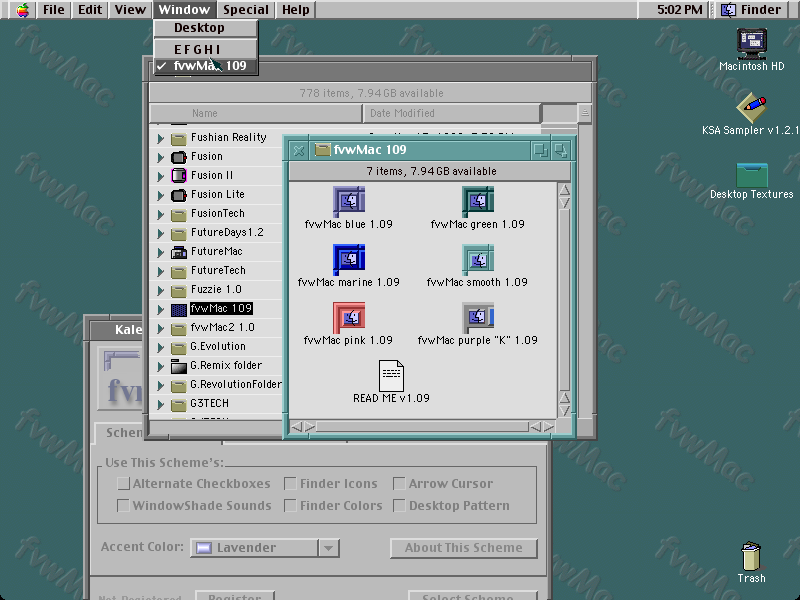 File Edit View Window Special Help 5:02 PM Finder
Desktop
E F G H I
✓ fvwMac 109
778 items, 7.94 GB available
Name Date Modified
Fushian Reality
Fusion
Fusion II
Fusion Lite
FusionTech
FutureDays1.2
FutureMac
FutureTech
Fuzzie 1.0
fvwMac 109
fvwMac2 1.0
G.Evolution
G.Remix folder
G.RevolutionFolder
G3TECH
fvwMac 109
7 items, 7.94 GB available
fvwMac blue 1.09 fvwMac green 1.09
fvwMac marine 1.09 fvwMac smooth 1.09
fvwMac pink 1.09 fvwMac purple "K" 1.09
READ ME v1.09
Macintosh HD
KSA Sampler v1.2.1
Desktop Textures
Trash
Kale
fvw
Schem
Use This Scheme's:
Alternate Checkboxes Finder Icons Arrow Cursor
WindowShade Sounds Finder Colors Desktop Pattern
Accent Color: Lavender About This Scheme
Not Registered Register Select Scheme
fvwMac